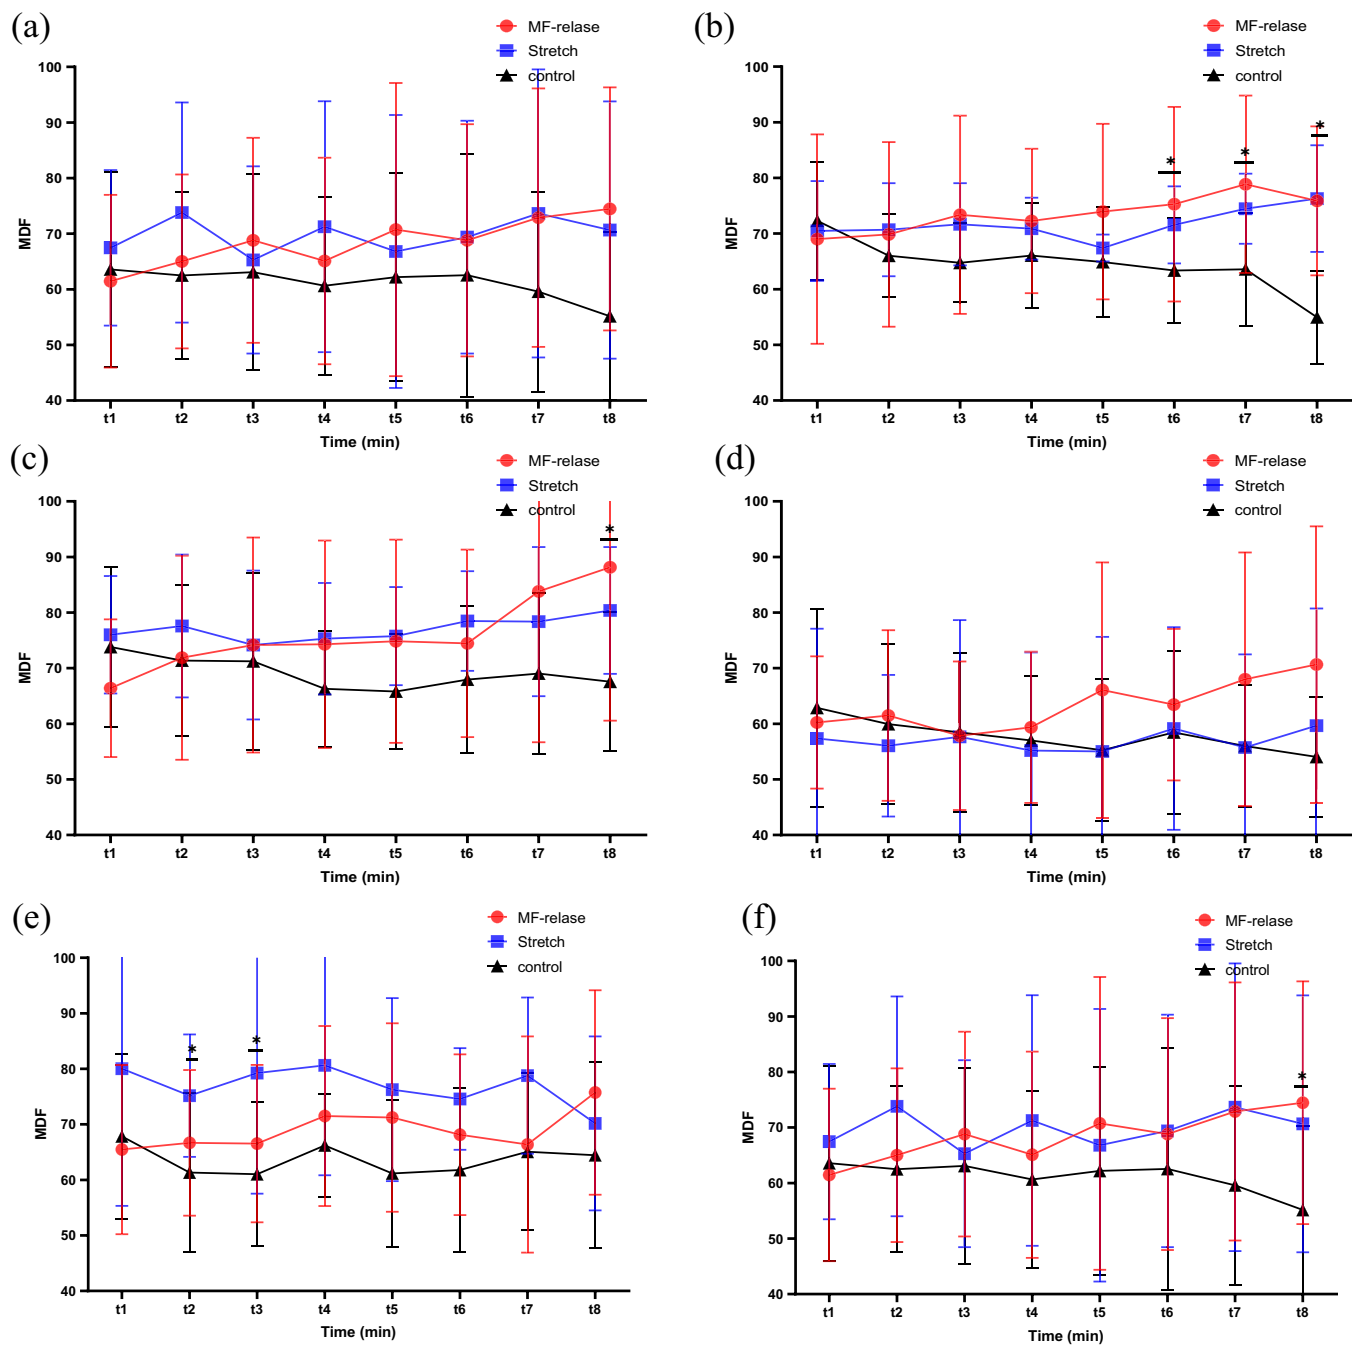 (a)
MF-relase
Stretch
control
100
90
80
70
60
50
40
MDF
t1 t2 t3 t4 t5 t6 t7 t8
Time (min)
(b)
MF-relase
Stretch
control
100
90
80
70
60
50
40
MDF
* * *
t1 t2 t3 t4 t5 t6 t7 t8
Time (min)
(c)
MF-relase
Stretch
control
100
90
80
70
60
50
40
MDF
*
t1 t2 t3 t4 t5 t6 t7 t8
Time (min)
(d)
MF-relase
Stretch
control
100
90
80
70
60
50
40
MDF
t1 t2 t3 t4 t5 t6 t7 t8
Time (min)
(e)
MF-relase
Stretch
control
100
90
80
70
60
50
40
MDF
* *
t1 t2 t3 t4 t5 t6 t7 t8
Time (min)
(f)
MF-relase
Stretch
control
100
90
80
70
60
50
40
MDF
*
t1 t2 t3 t4 t5 t6 t7 t8
Time (min)